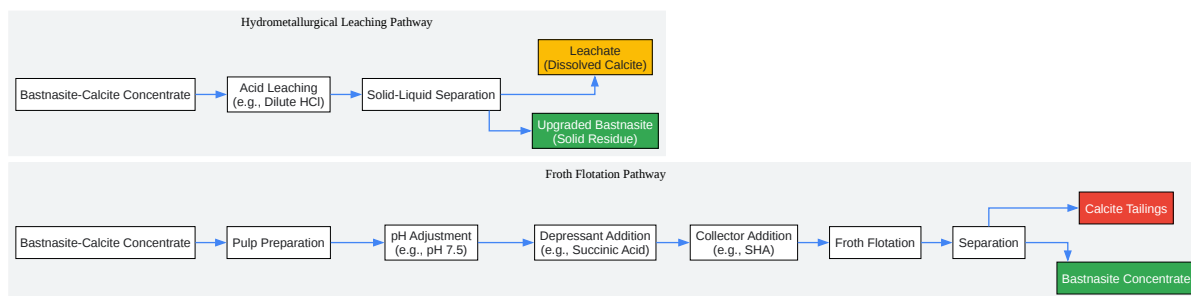 Hydrometallurgical Leaching Pathway
Bastnasite-Calcite Concentrate
Acid Leaching
(e.g., Dilute HCl)
Solid-Liquid Separation
Leachate
(Dissolved Calcite)
Upgraded Bastnasite
(Solid Residue)
Froth Flotation Pathway
Bastnasite-Calcite Concentrate
Pulp Preparation
pH Adjustment
(e.g., pH 7.5)
Depressant Addition
(e.g., Succinic Acid)
Collector Addition
(e.g., SHA)
Froth Flotation
Separation
Calcite Tailings
Bastnasite Concentrate